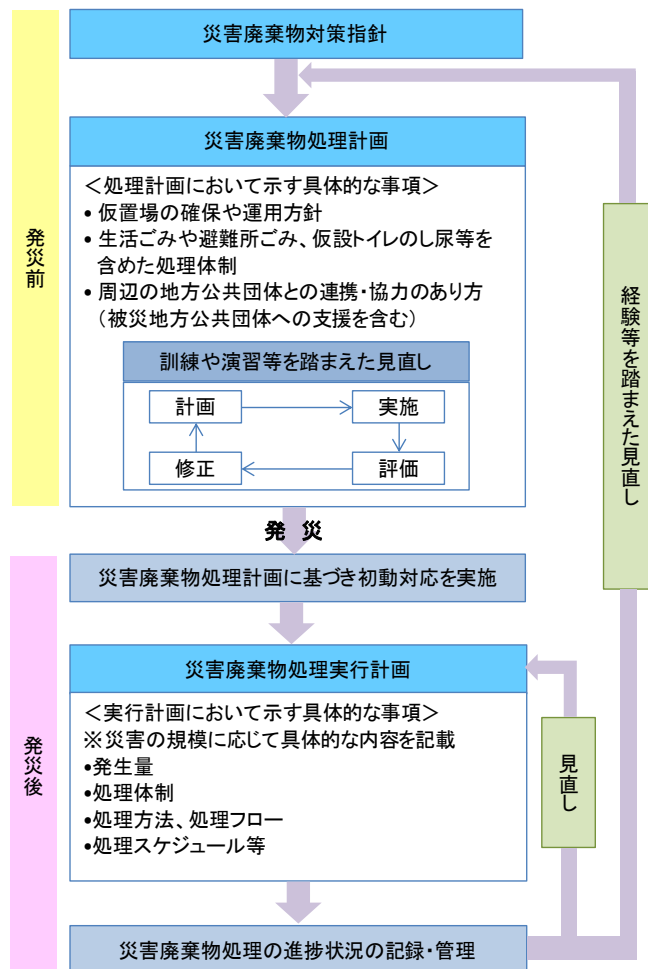 災害廃棄物対策指針
発災前
災害廃棄物処理計画
＜処理計画において示す具体的な事項＞
• 仮置場の確保や運用方針
• 生活ごみや避難所ごみ、仮設トイレのし尿等を
含めた処理体制
• 周辺の地方公共団体との連携・協力のあり方
（被災地方公共団体への支援を含む）
訓練や演習等を踏まえた見直し
計画
実施
修正
評価
経験等を踏まえた見直し
発 災
発災後
災害廃棄物処理計画に基づき初動対応を実施
災害廃棄物処理実行計画
＜実行計画において示す具体的な事項＞
※災害の規模に応じて具体的な内容を記載
•発生量
•処理体制
•処理方法、処理フロー
•処理スケジュール等
見直し
災害廃棄物処理の進捗状況の記録・管理